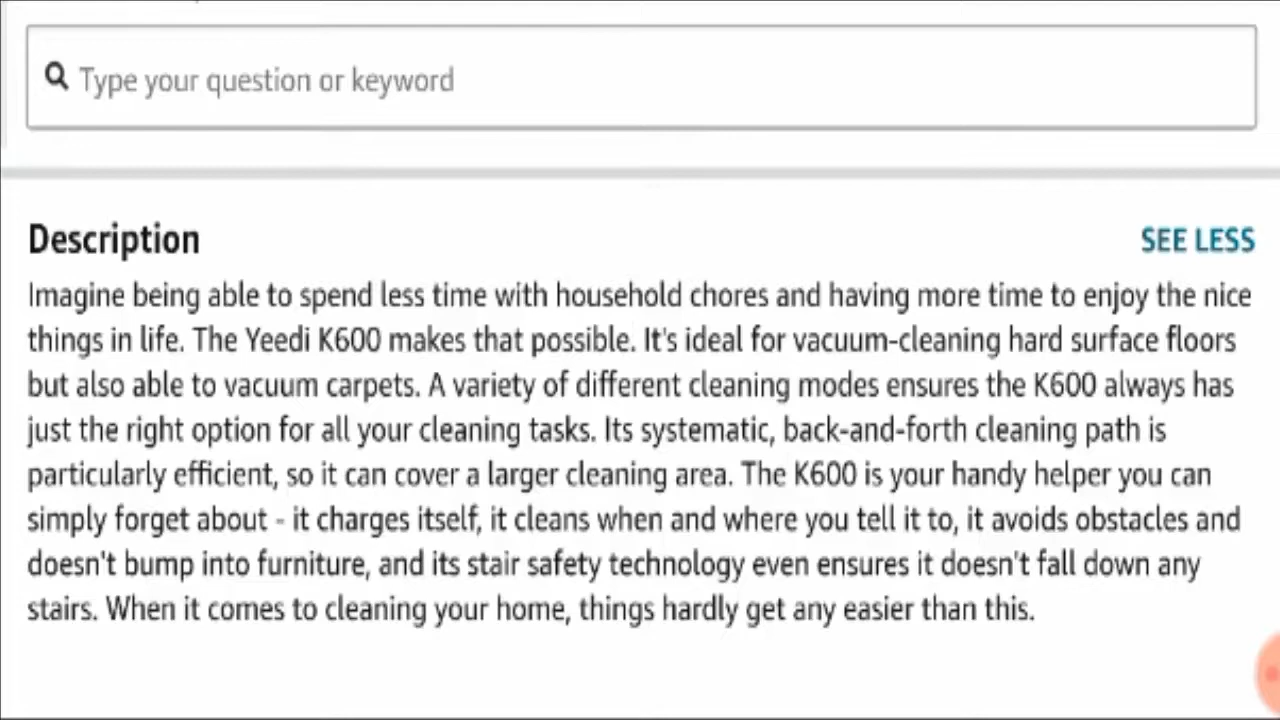 Type your question or keyword
Description
SEE LESS
Imagine being able to spend less time with household chores and having more time to enjoy the nice
things in life. The Yeedi K600 makes that possible. It's ideal for vacuum-cleaning hard surface floors
but also able to vacuum carpets. A variety of different cleaning modes ensures the K600 always has
just the right option for all your cleaning tasks. Its systematic, back-and-forth cleaning path is
particularly efficient, so it can cover a larger cleaning area. The K600 is your handy helper you can
simply forget about - it charges itself, it cleans when and where you tell it to, it avoids obstacles and
doesn't bump into furniture, and its stair safety technology even ensures it doesn't fall down any
stairs. When it comes to cleaning your home, things hardly get any easier than this.